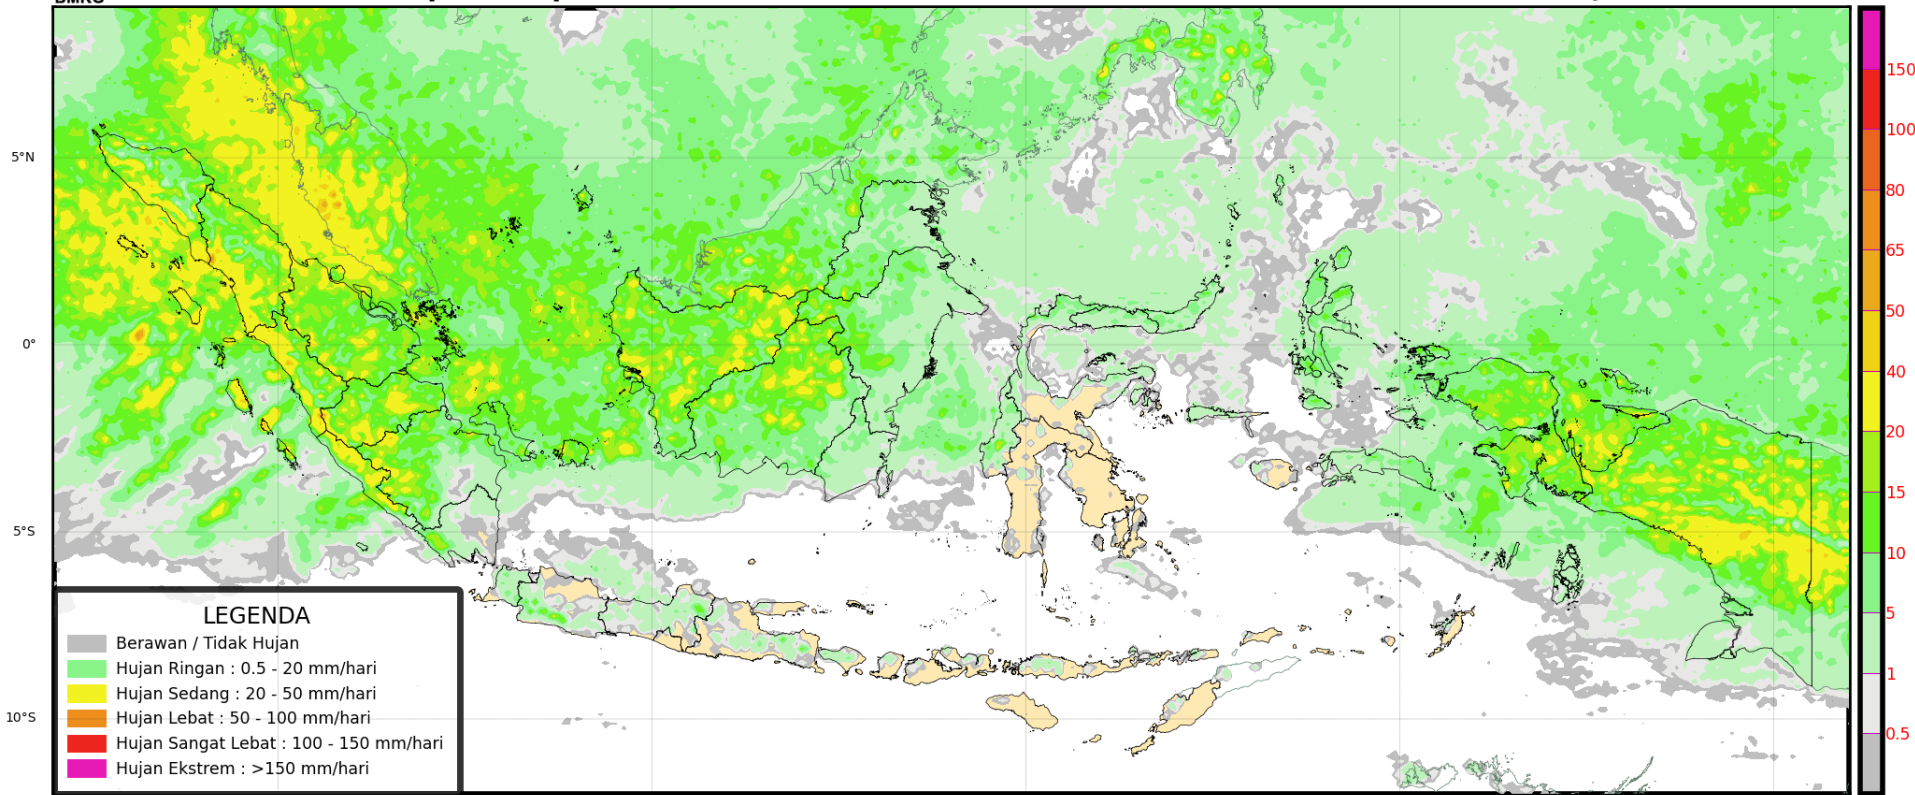 BMKG
5°N
0°
5°S
10°S
LEGENDA
Berawan / Tidak Hujan
Hujan Ringan : 0.5 - 20 mm/hari
Hujan Sedang : 20 - 50 mm/hari
Hujan Lebat : 50 - 100 mm/hari
Hujan Sangat Lebat : 100 - 150 mm/hari
Hujan Ekstrem : >150 mm/hari
150
100
80
65
50
40
20
15
10
5
1
0.5